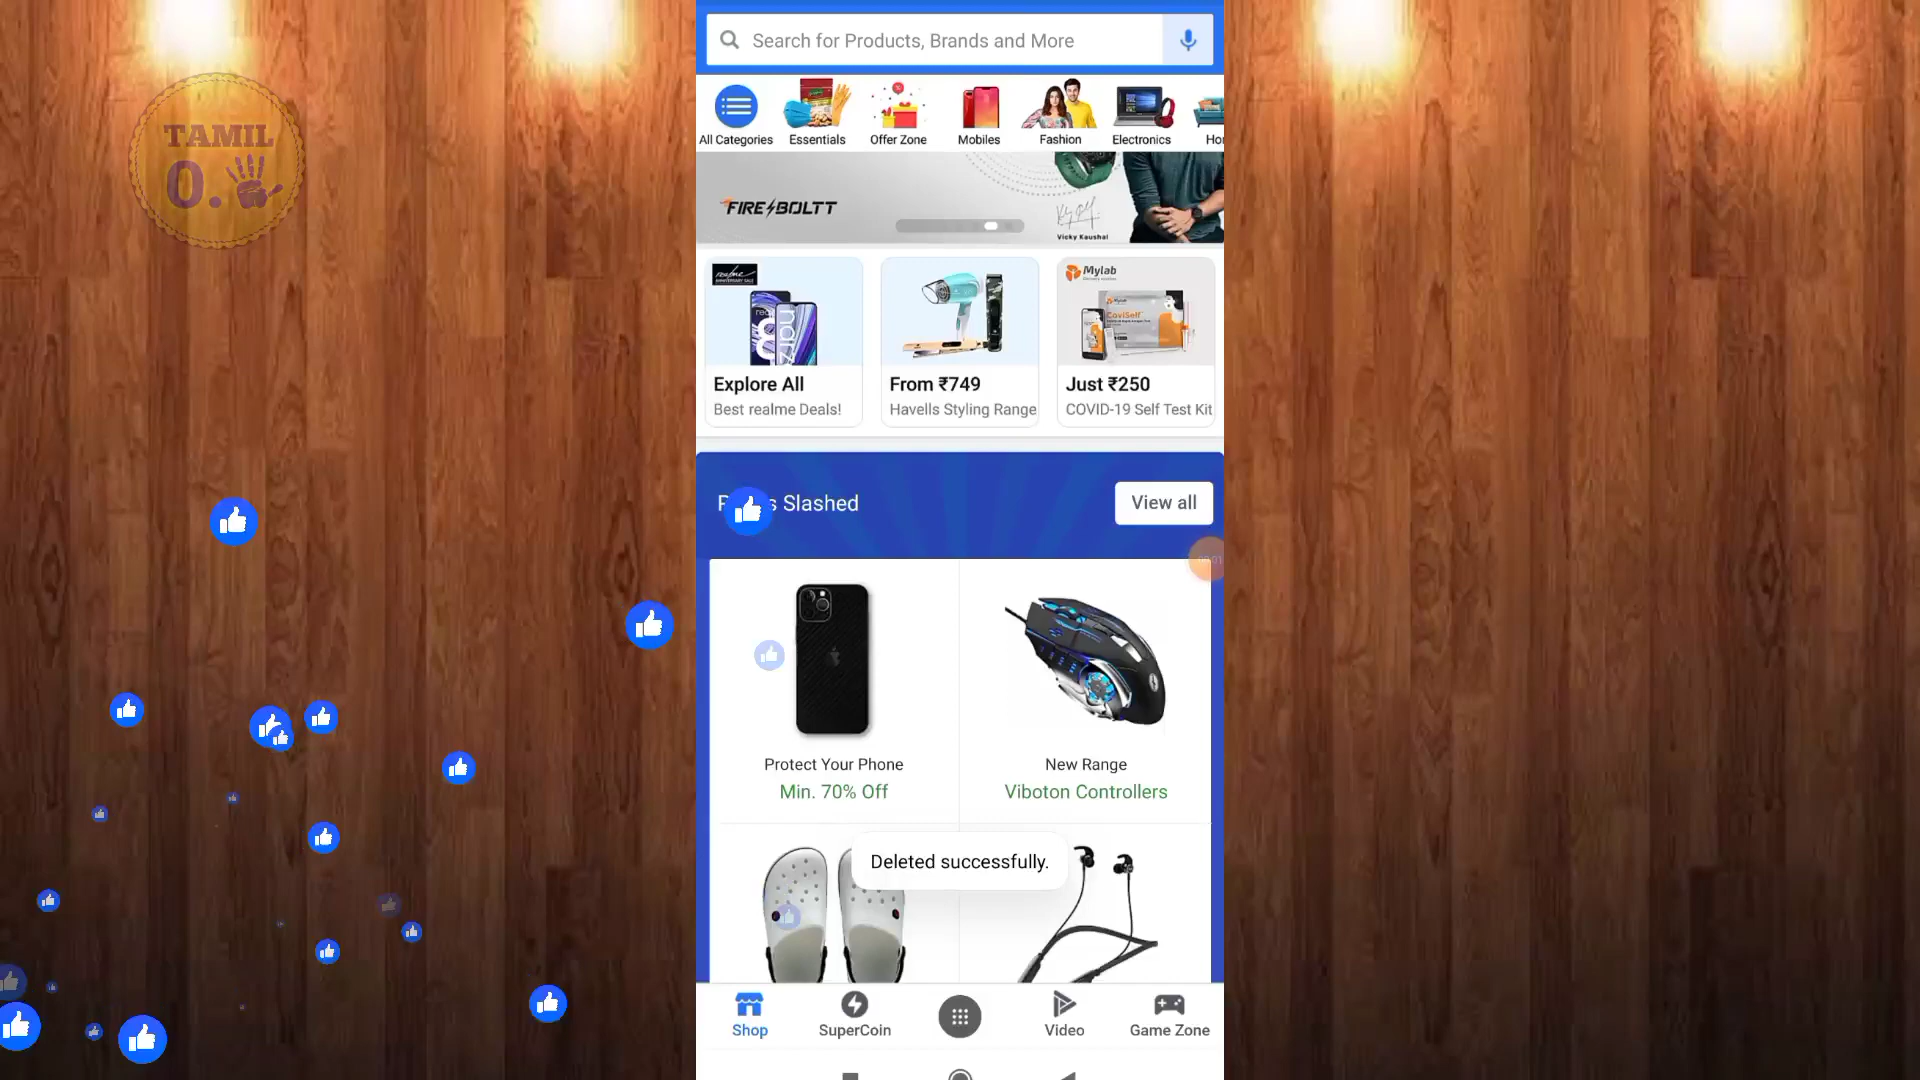 Search for Products, Brands and More
All Categories
Essentials
Offer Zone
Mobiles
Fashion
Electronics
TAMIL
0.
FIRE BOLTT
Vicky Kaushal
realme
Mylab
CoviSelf
Explore All
Best realme Deals!
From ₹749
Havells Styling Range
Just ₹250
COVID-19 Self Test Kit
Slashed
View all
Protect Your Phone
Min. 70% Off
New Range
Viboton Controllers
Deleted successfully.
Shop
SuperCoin
Video
Game Zone